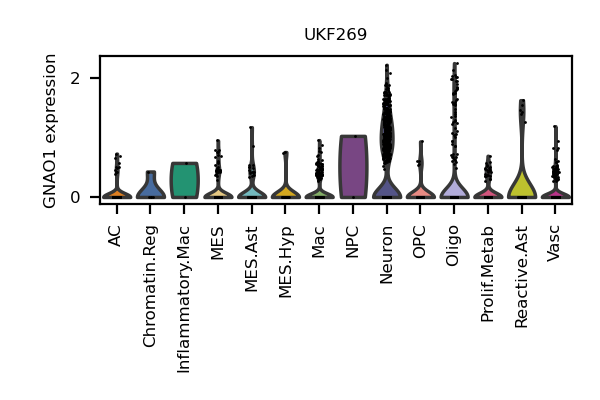 UKF269
GNAO1 expression
2
0
AC
Chromatin.Reg
Inflammatory.Mac
MES
MES.Ast
MES.Hyp
Mac
NPC
Neuron
OPC
Oligo
Prolif.Metab
Reactive.Ast
Vasc